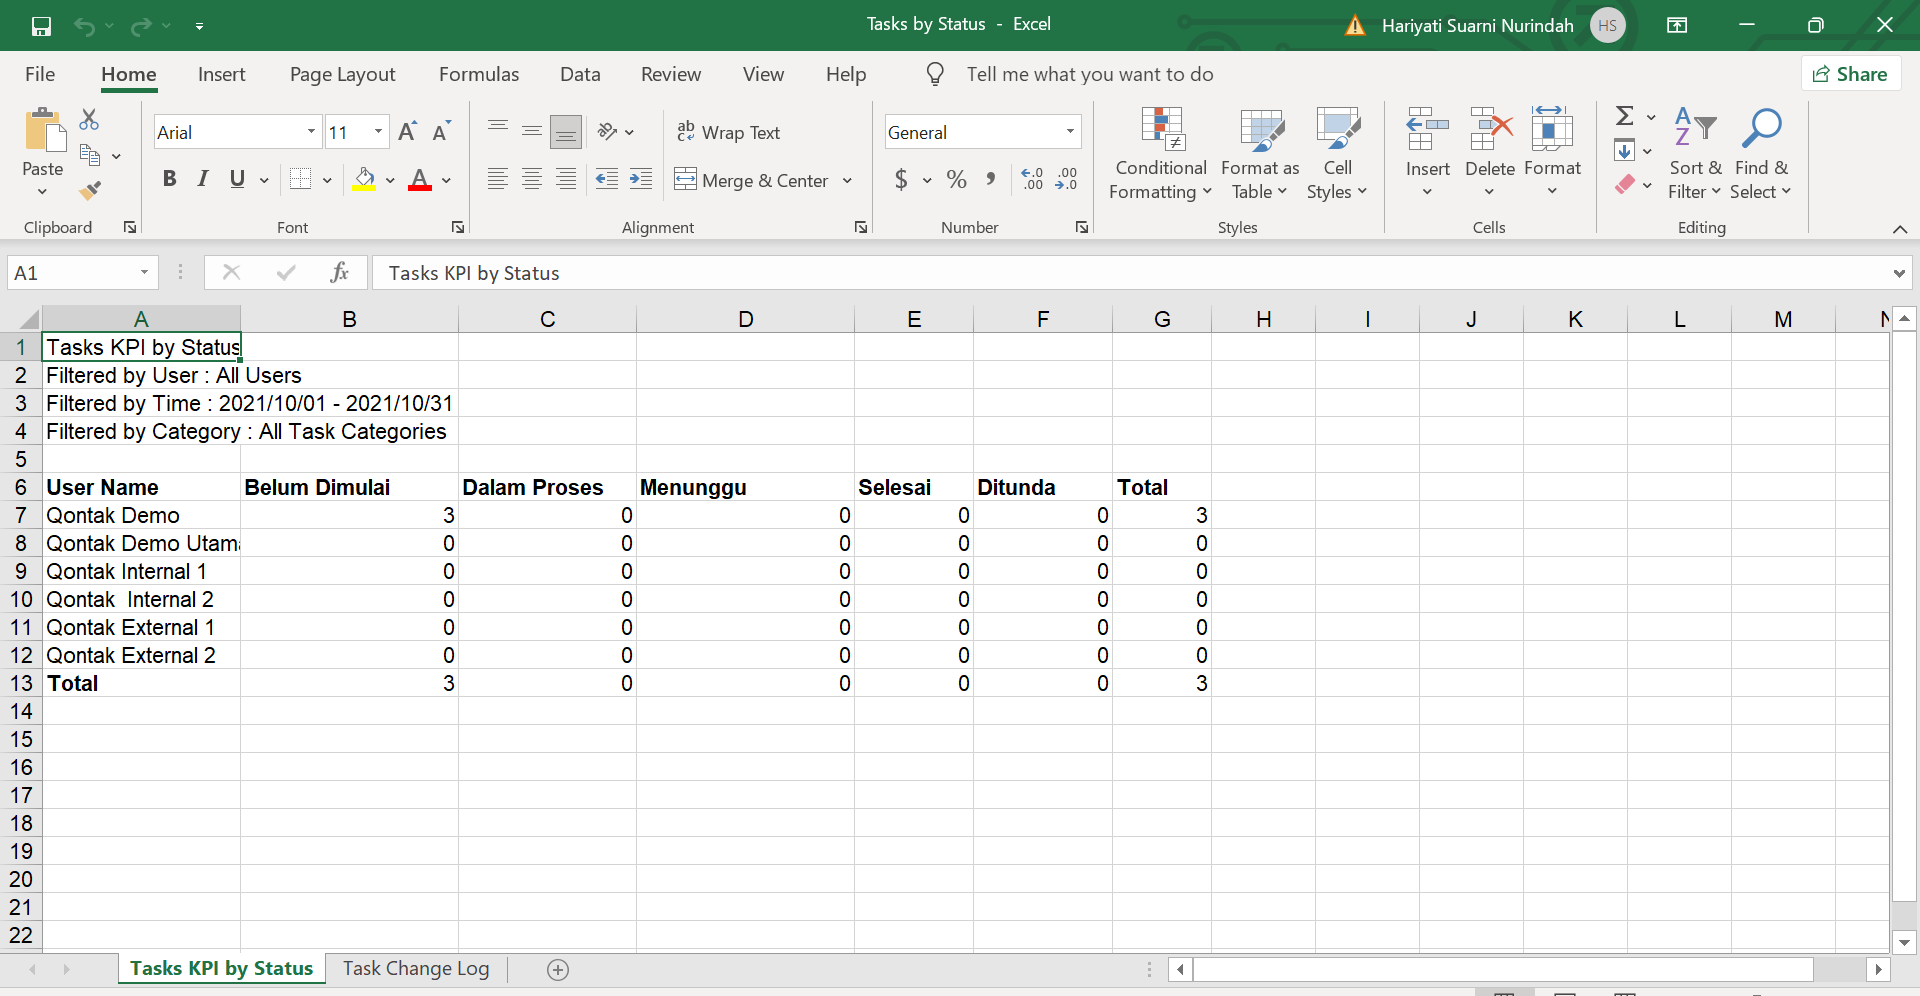 Tasks by Status - Excel
Hariyati Suarni Nurindah
HS
File Home Insert Page Layout Formulas Data Review View Help Tell me what you want to do Share
Arial 11 Wrap Text General
Paste Merge & Center
B I U A $ %
Conditional Formatting
Format as Table
Cell Styles
Insert Delete Format
Sort & Filter
Find & Select
Clipboard Font Alignment Number Styles Cells Editing
A1 fx Tasks KPI by Status
A B C D E F G H I J K L M
1 Tasks KPI by Status
2 Filtered by User : All Users
3 Filtered by Time : 2021/10/01 - 2021/10/31
4 Filtered by Category : All Task Categories
5
6 User Name Belum Dimulai Dalam Proses Menunggu Selesai Ditunda Total
7 Qontak Demo 3 0 0 0 0 3
8 Qontak Demo Utam 0 0 0 0 0 0
9 Qontak Internal 1 0 0 0 0 0 0
10 Qontak  Internal 2 0 0 0 0 0 0
11 Qontak External 1 0 0 0 0 0 0
12 Qontak External 2 0 0 0 0 0 0
13 Total 3 0 0 0 0 3
14
15
16
17
18
19
20
21
22
Tasks KPI by Status Task Change Log